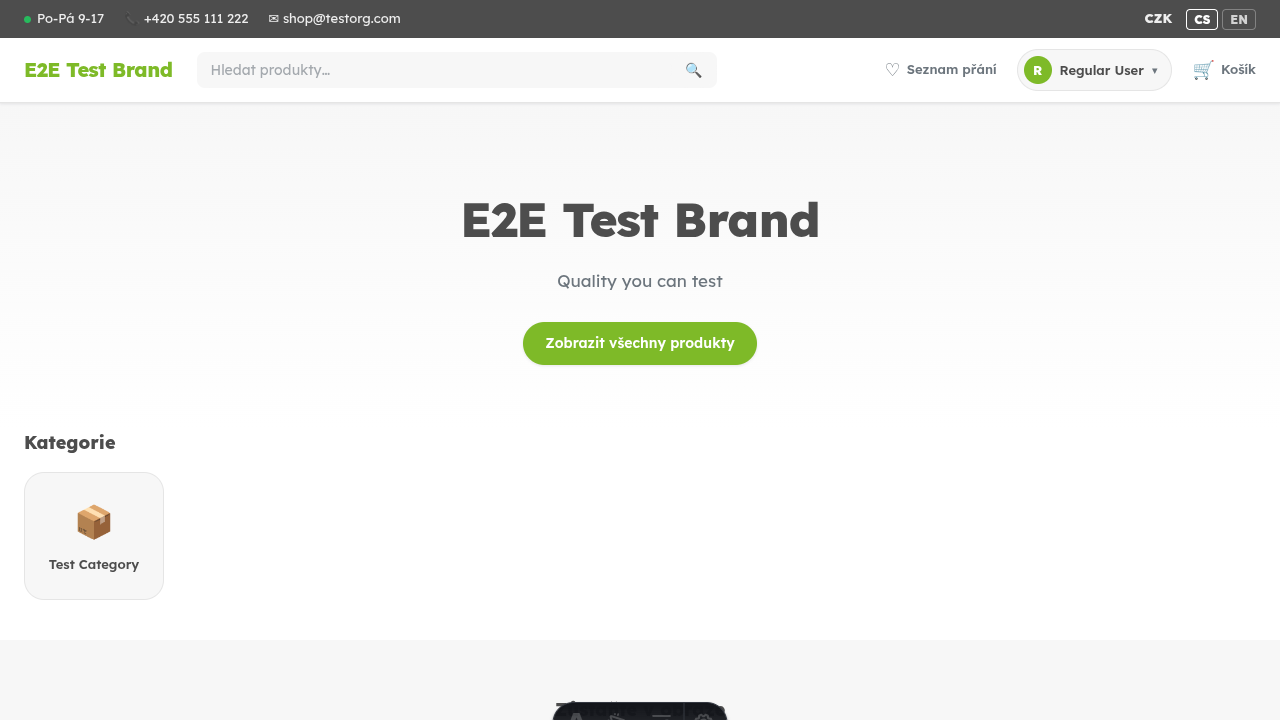 Po-Pá 9-17
+420 555 111 222
shop@testorg.com
CZK
CS
EN
E2E Test Brand
Hledat produkty...
Seznam přání
R
Regular User
Košík
E2E Test Brand
Quality you can test
Zobrazit všechny produkty
Kategorie
Test Category